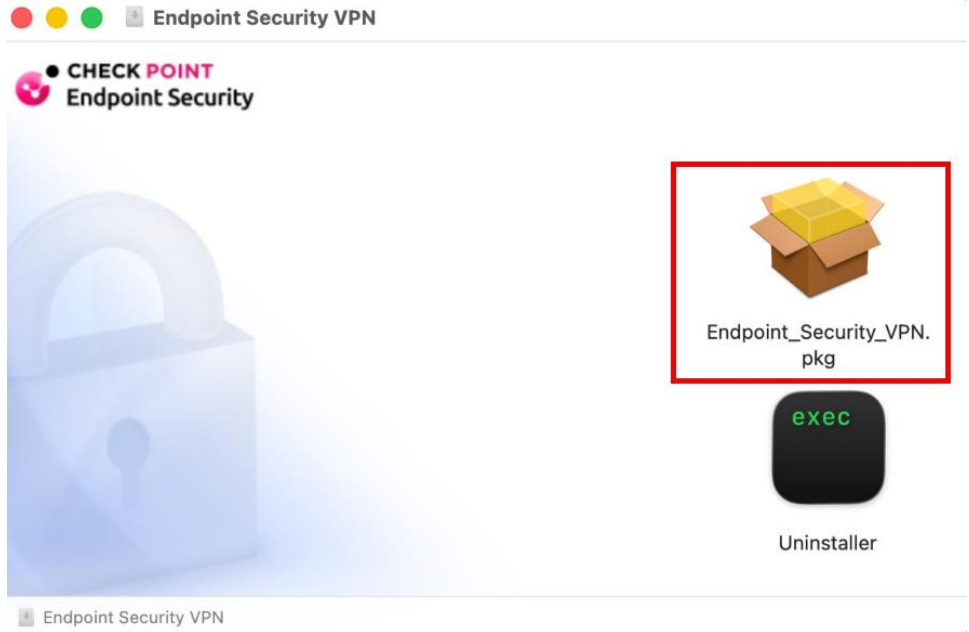 Endpoint Security VPN
CHECK POINT
Endpoint Security
Endpoint_Security_VPN.
pkg
exec
Uninstaller
Endpoint Security VPN